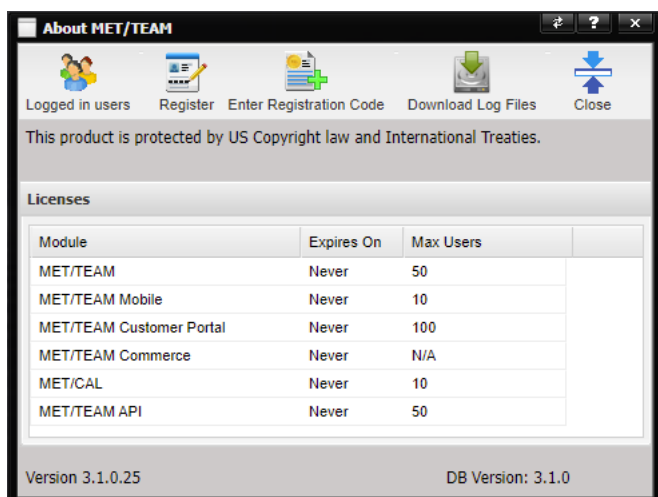 About MET/TEAM ?
Logged in users Register Enter Registration Code Download Log Files Close
This product is protected by US Copyright law and International Treaties.
Licenses
Module Expires On Max Users
MET/TEAM Never 50
MET/TEAM Mobile Never 10
MET/TEAM Customer Portal Never 100
MET/TEAM Commerce Never N/A
MET/CAL Never 10
MET/TEAM API Never 50
Version 3.1.0.25 DB Version: 3.1.0